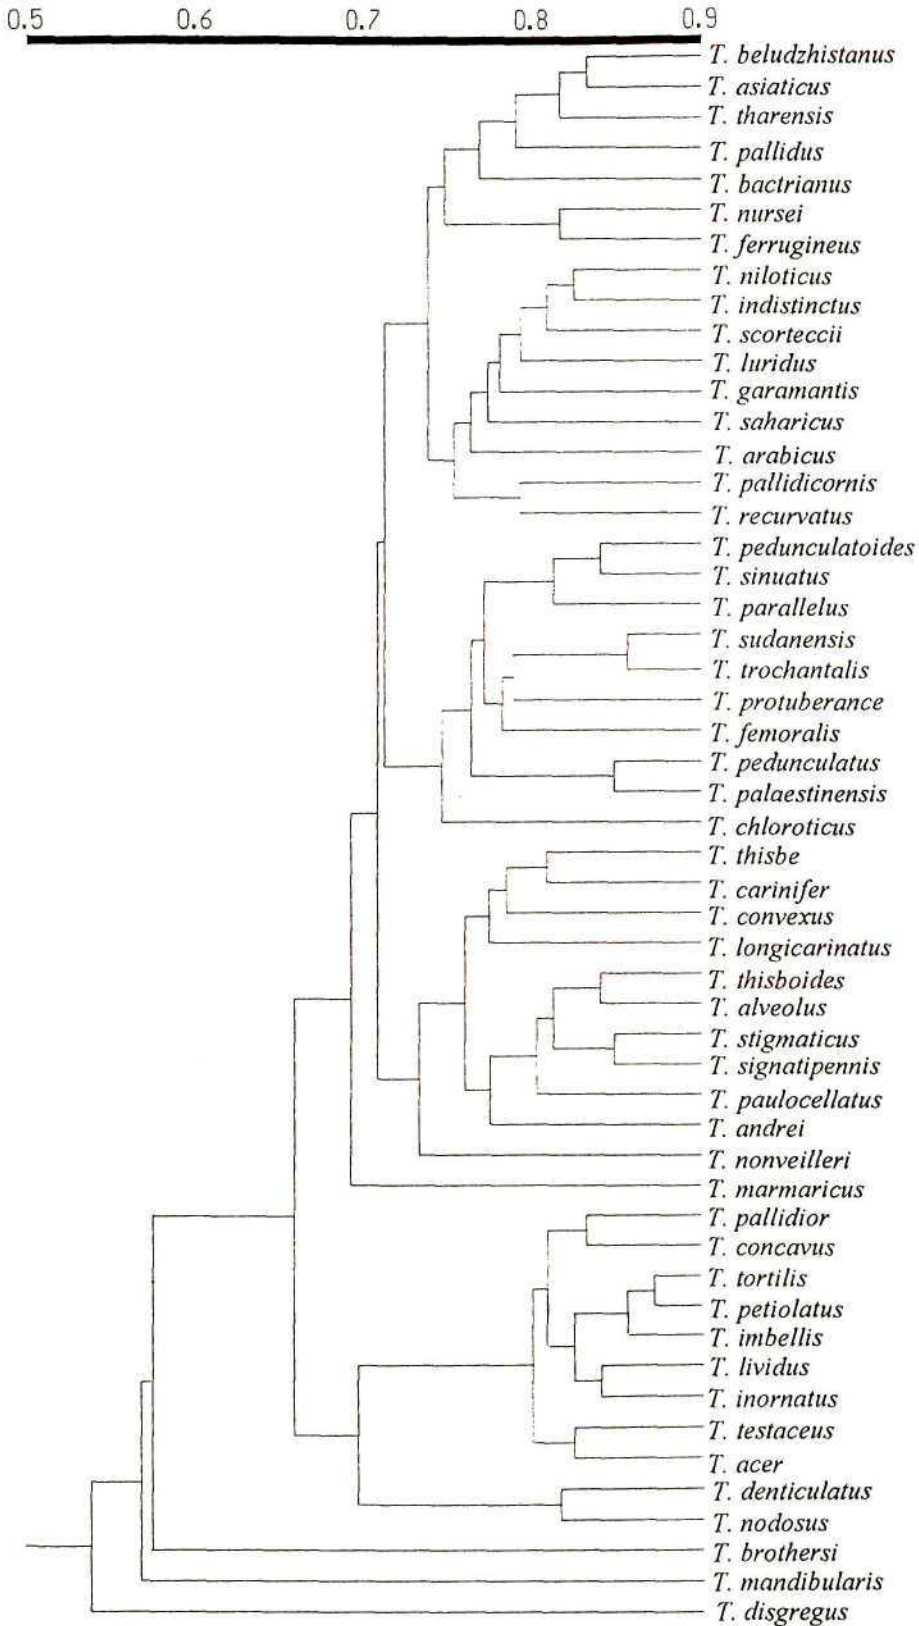 0.5 0.6 0.7 0.8 0.9
T. beludzhistanus
T. asiaticus
T. tharensis
T. pallidus
T. bactrianus
T. nursei
T. ferrugineus
T. niloticus
T. indistinctus
T. scorteccii
T. luridus
T. garamantis
T. saharicus
T. arabicus
T. pallidicornis
T. recurvatus
T. pedunculatoides
T. sinuatus
T. parallelus
T. sudanensis
T. trochantalis
T. protuberance
T. femoralis
T. pedunculatus
T. palaestinensis
T. chloroticus
T. thisbe
T. carinifer
T. convexus
T. longicarinatus
T. thisboides
T. alveolus
T. stigmaticus
T. signatipennis
T. paulocellatus
T. andrei
T. nonveilleri
T. marmaricus
T. pallidior
T. concavus
T. tortilis
T. petiolatus
T. imbellis
T. lividus
T. inornatus
T. testaceus
T. acer
T. denticulatus
T. nodosus
T. brothersi
T. mandibularis
T. disgregus